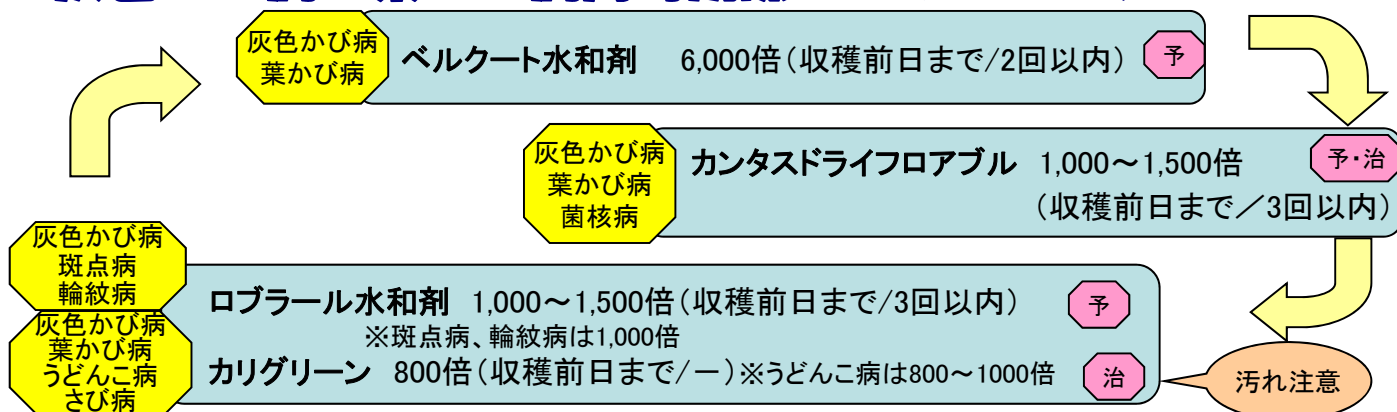 灰色かび病
葉かび病
ベルクート水和剤 6,000倍(収穫前日まで/2回以内)
予
灰色かび病
葉かび病
菌核病
カンタスドライフロアブル 1,000～1,500倍
予・治
(収穫前日まで／3回以内)
灰色かび病
斑点病
輪紋病
ロブラール水和剤 1,000～1,500倍(収穫前日まで/3回以内)
予
※斑点病、輪紋病は1,000倍
灰色かび病
葉かび病
うどんこ病
さび病
カリグリーン 800倍(収穫前日まで/－)※うどんこ病は800～1000倍
治
汚れ注意